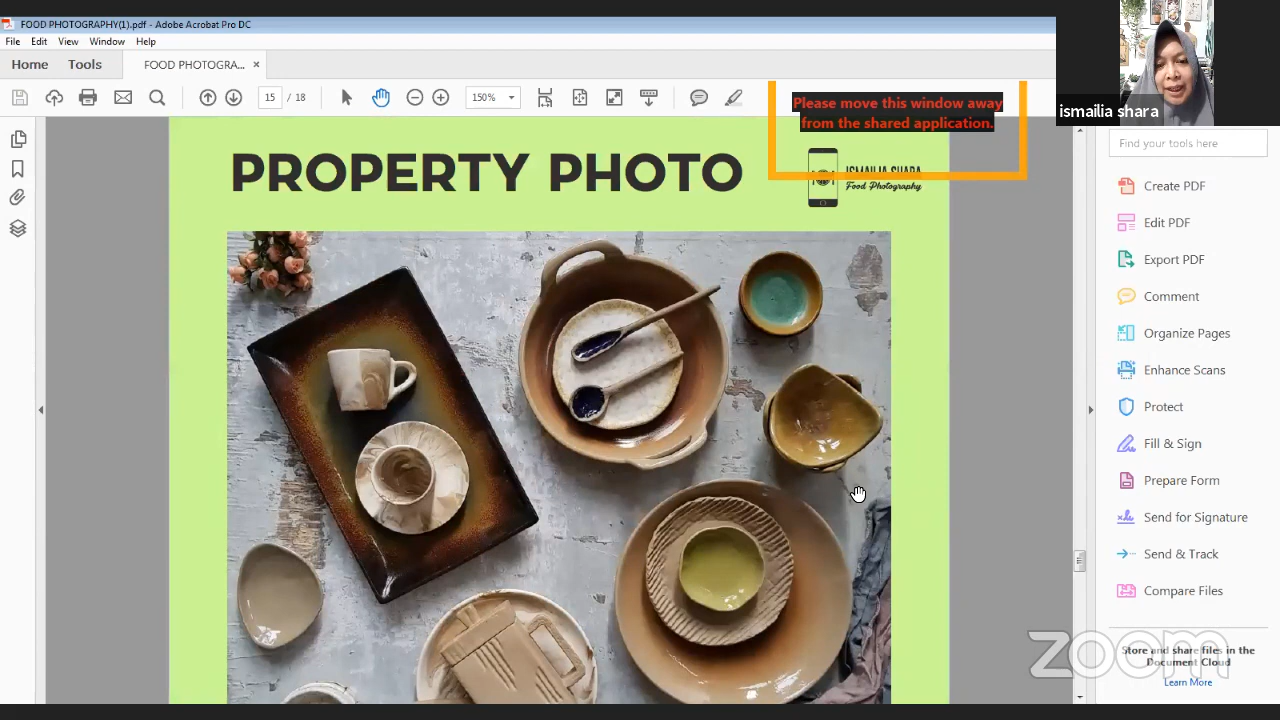 FOOD PHOTOGRAPHY(1).pdf - Adobe Acrobat Pro DC
File Edit View Window Help
Home Tools FOOD PHOTOGRA... ×
15 / 18 150%
Please move this window away
from the shared application.
ismailia shara
PROPERTY PHOTO
ISMAILIA SHARA
Food Photography
Find your tools here
Create PDF
Edit PDF
Export PDF
Comment
Organize Pages
Enhance Scans
Protect
Fill & Sign
Prepare Form
Send for Signature
Send & Track
Compare Files
Store and share files in the
Document Cloud
Learn More
zoom